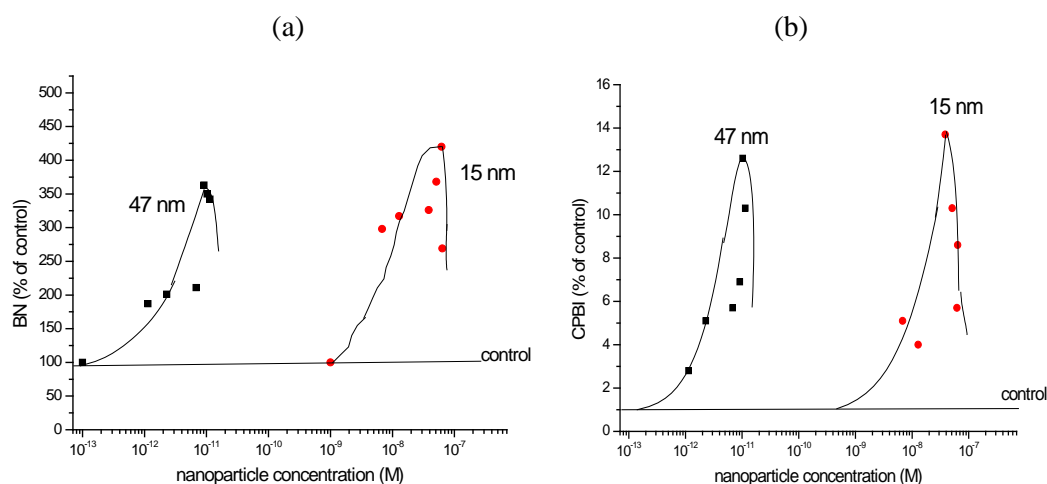 (a)
(b)
500
450
400
350
300
250
200
150
100
50
0
BN (% of control)
47 nm
15 nm
control
10⁻¹³ 10⁻¹² 10⁻¹¹ 10⁻¹⁰ 10⁻⁹ 10⁻⁸ 10⁻⁷
nanoparticle concentration (M)
16
14
12
10
8
6
4
2
0
CPBI (% of control)
47 nm
15 nm
control
10⁻¹³ 10⁻¹² 10⁻¹¹ 10⁻¹⁰ 10⁻⁹ 10⁻⁸ 10⁻⁷
nanoparticle concentration (M)